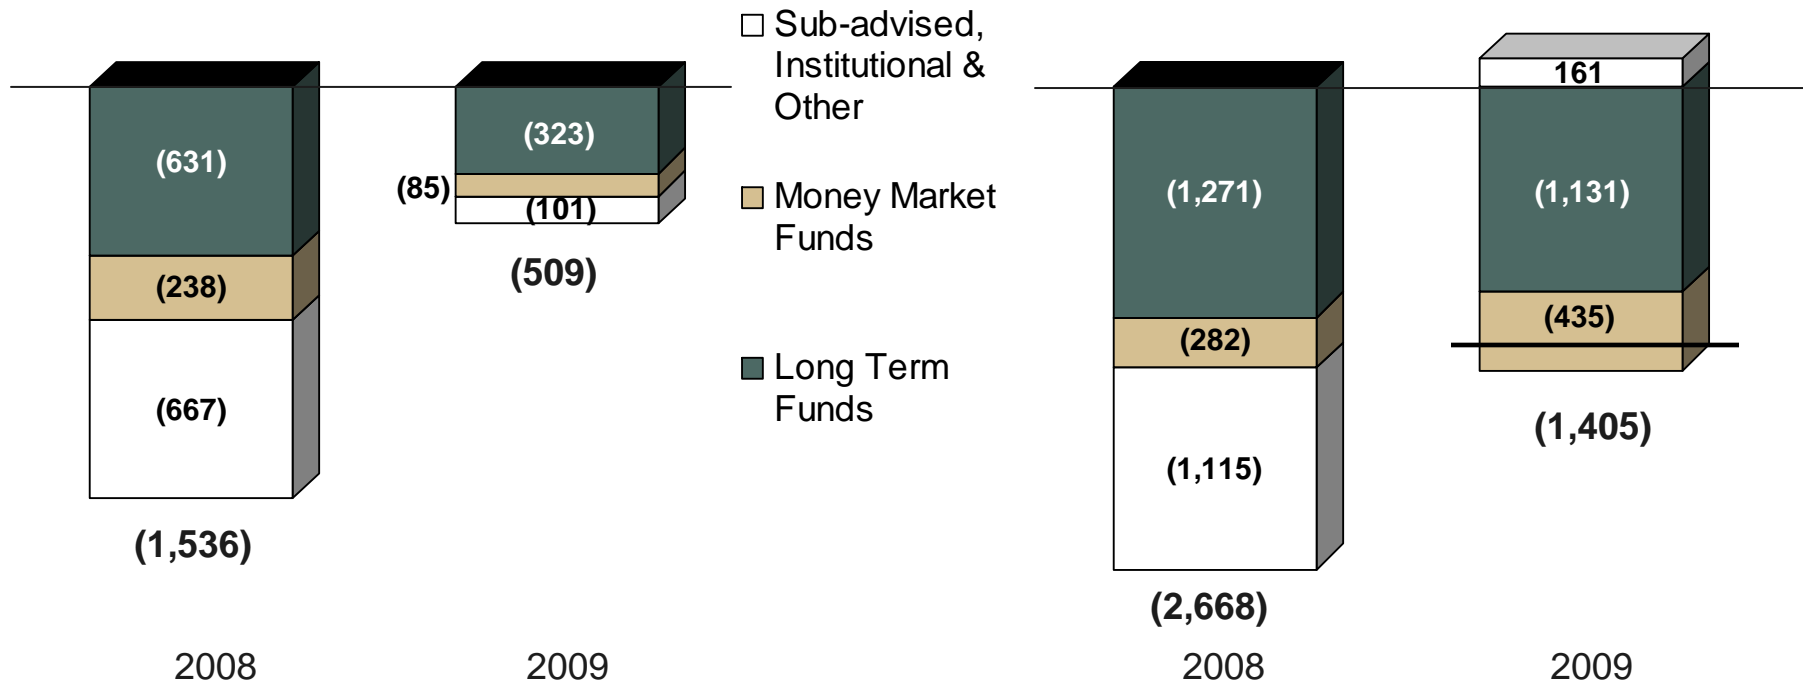 (631)
(238)
(667)
(1,536)
2008
(323)
(85)
(101)
(509)
2009
Sub-advised,
Institutional &
Other
Money Market
Funds
Long Term
Funds
(1,271)
(282)
(1,115)
(2,668)
2008
161
(1,131)
(435)
(1,405)
2009